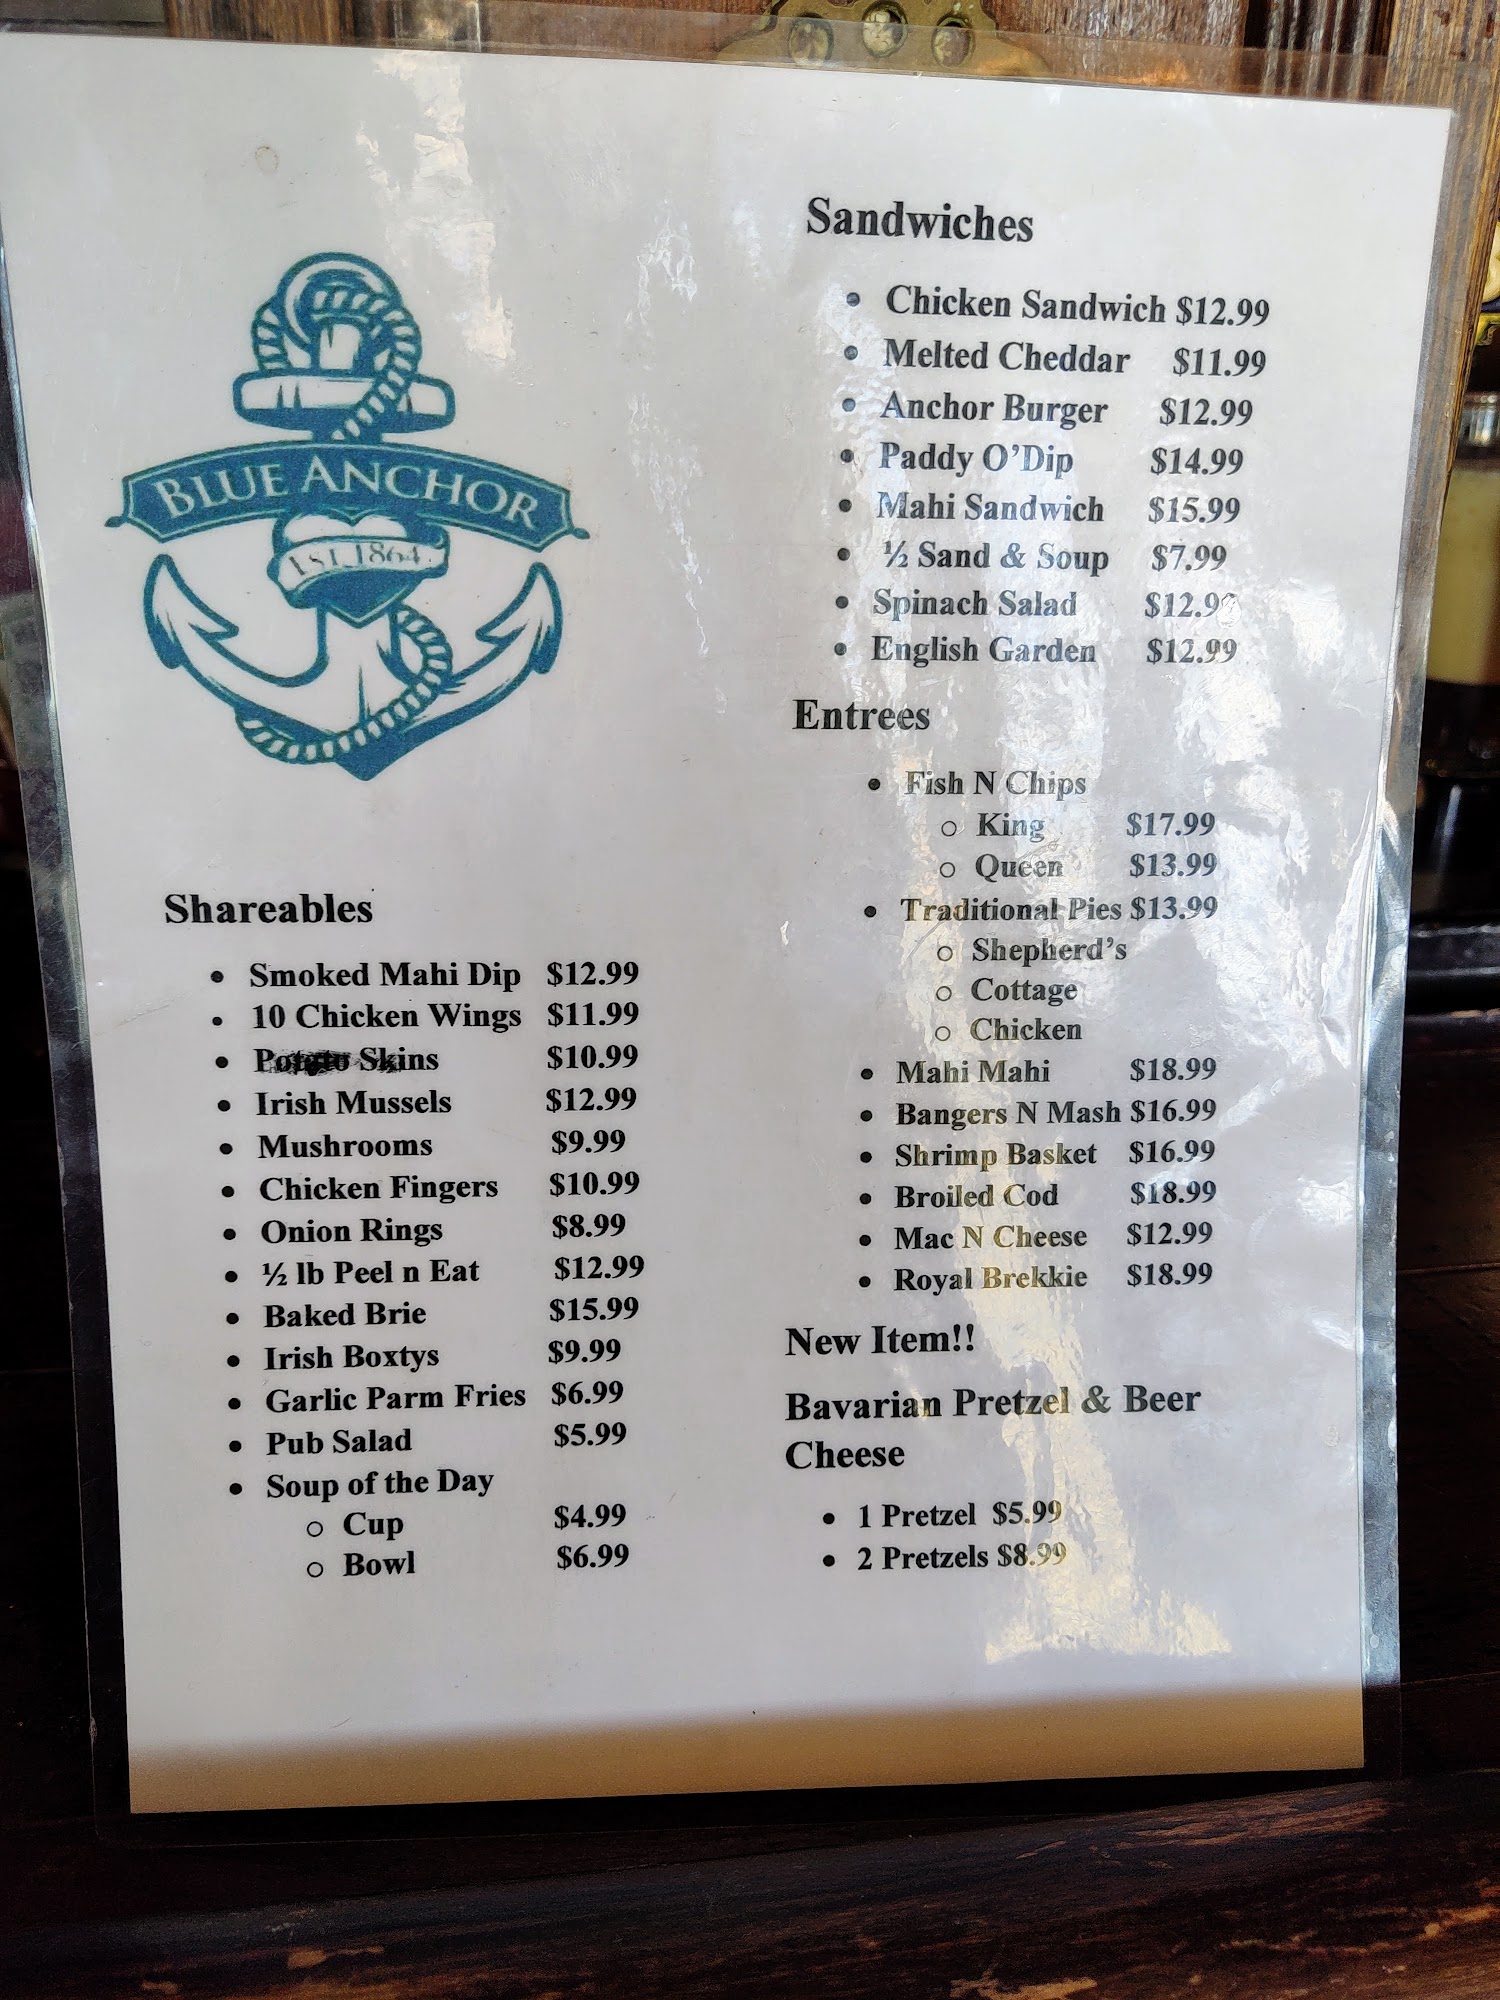 BLUE ANCHOR
EST. 1864
Shareables
• Smoked Mahi Dip $12.99
• 10 Chicken Wings $11.99
• Potato Skins $10.99
• Irish Mussels $12.99
• Mushrooms $9.99
• Chicken Fingers $10.99
• Onion Rings $8.99
• ½ lb Peel n Eat $12.99
• Baked Brie $15.99
• Irish Boxtys $9.99
• Garlic Parm Fries $6.99
• Pub Salad $5.99
• Soup of the Day
○ Cup $4.99
○ Bowl $6.99
Sandwiches
• Chicken Sandwich $12.99
• Melted Cheddar $11.99
• Anchor Burger $12.99
• Paddy O’Dip $14.99
• Mahi Sandwich $15.99
• ½ Sand & Soup $7.99
• Spinach Salad $12.99
• English Garden $12.99
Entrees
• Fish N Chips
○ King $17.99
○ Queen $13.99
• Traditional Pies $13.99
○ Shepherd’s
○ Cottage
○ Chicken
• Mahi Mahi $18.99
• Bangers N Mash $16.99
• Shrimp Basket $16.99
• Broiled Cod $18.99
• Mac N Cheese $12.99
• Royal Brekkie $18.99
New Item!!
Bavarian Pretzel & Beer
Cheese
• 1 Pretzel $5.99
• 2 Pretzels $8.99